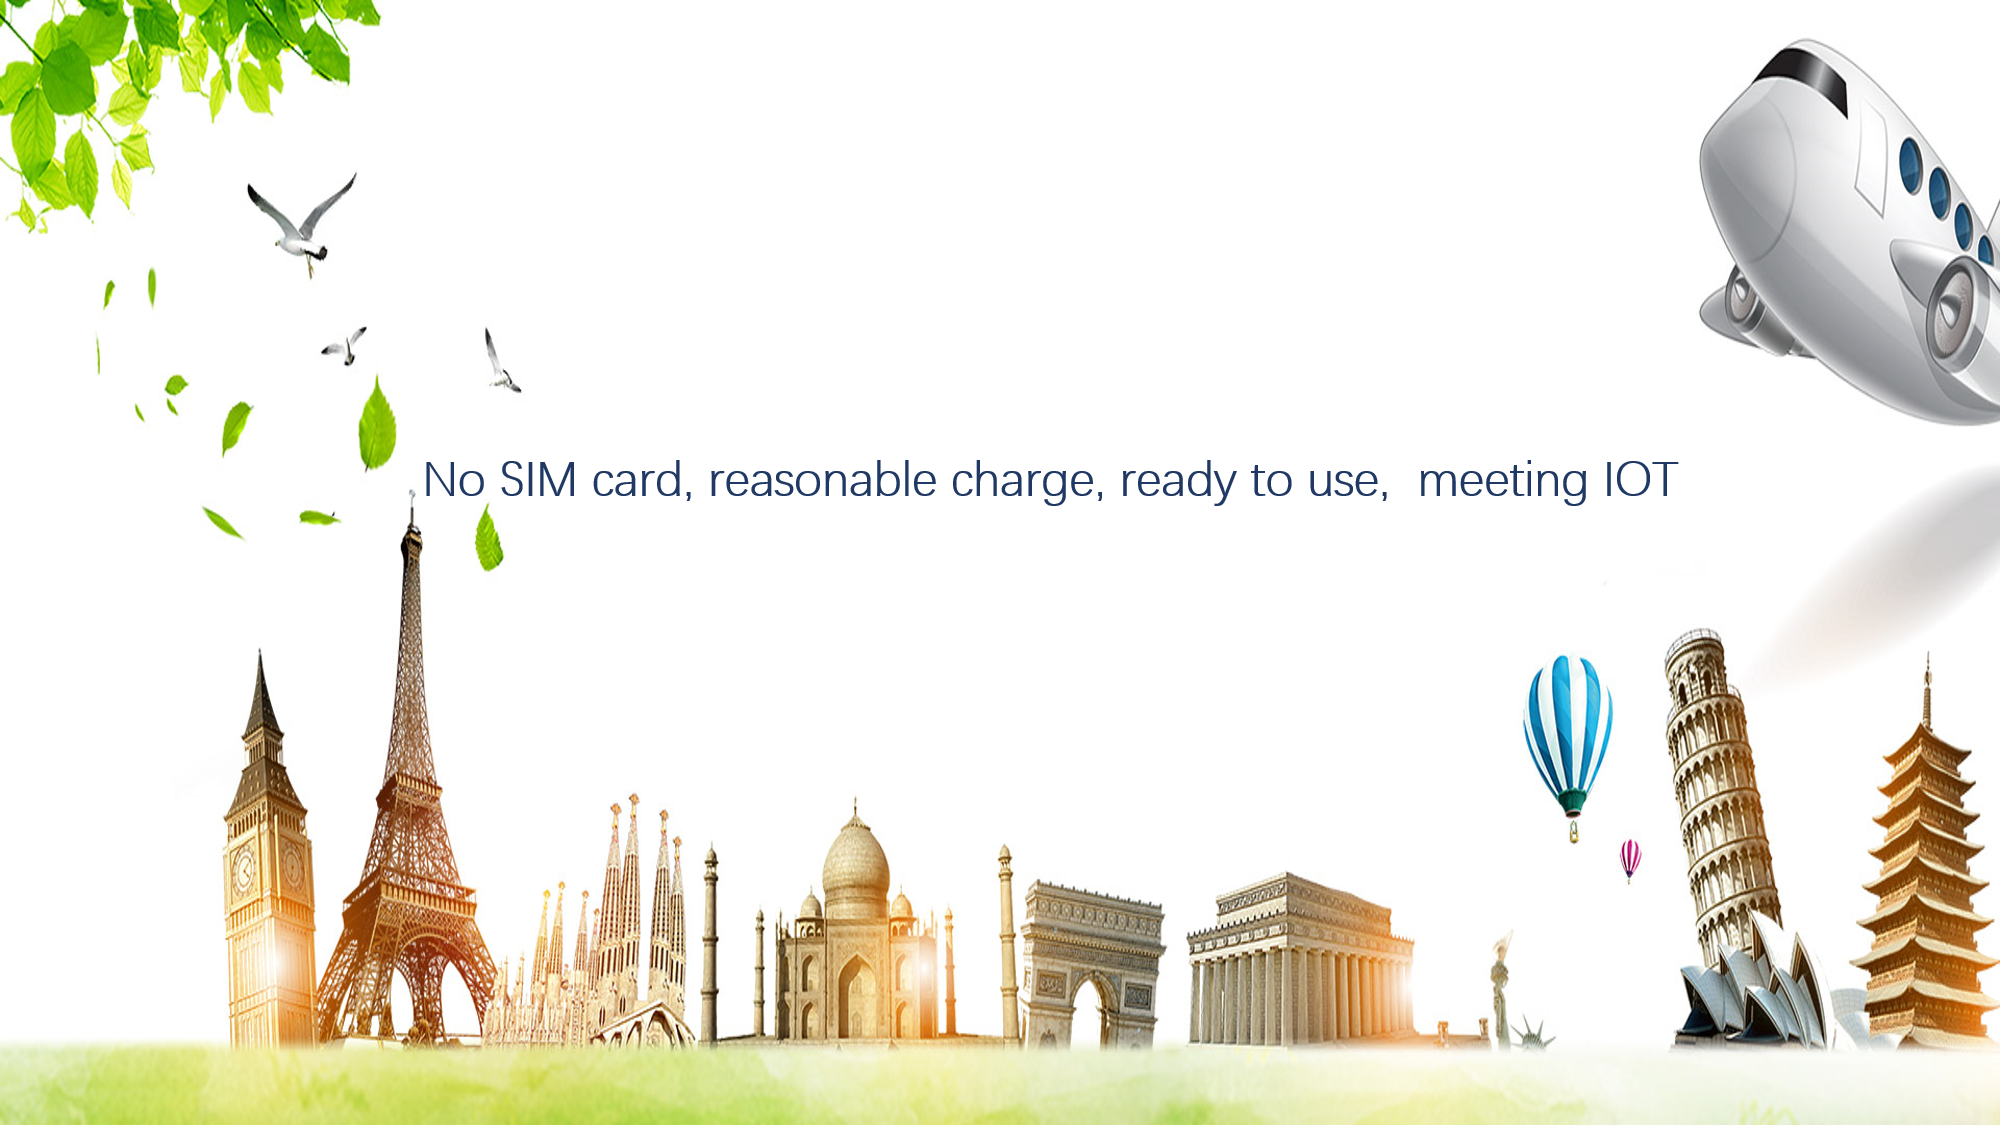 No SIM card, reasonable charge, ready to use,  meeting IOT